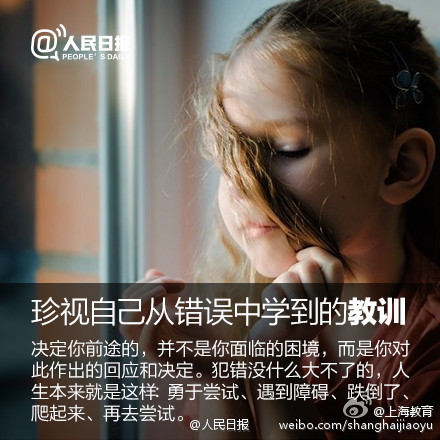 @人民日报
PEOPLE'S DAILY
珍视自己从错误中学到的教训
决定你前途的，并不是你面临的困境，而是你对
此作出的回应和决定。犯错没什么大不了的，人
生本来就是这样: 勇于尝试、遇到障碍、跌倒了、
爬起来、再去尝试。
@人民日报
@上海教育
weibo.com/shanghaijiaoyu